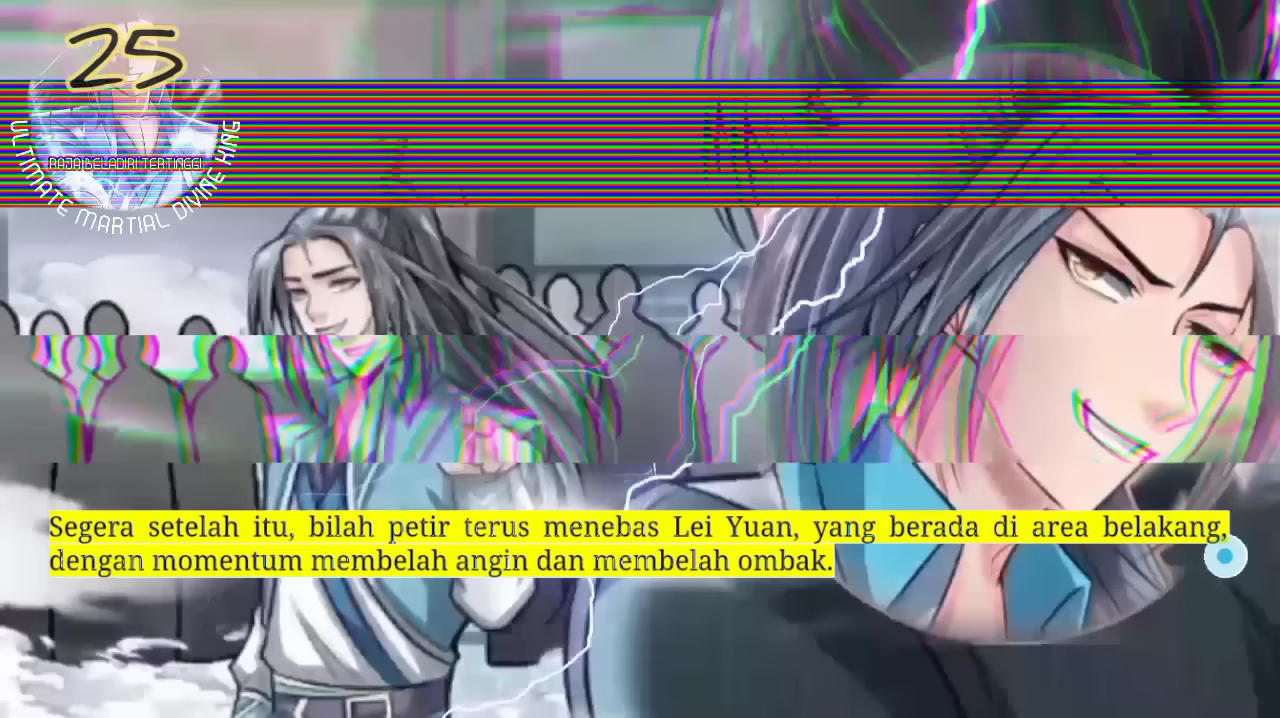 25
RAJA BELADIRI TERTINGGI
ULTIMATE MARTIAL DIVINE KING
Segera setelah itu, bilah petir terus menebas Lei Yuan, yang berada di area belakang,
dengan momentum membelah angin dan membelah ombak.